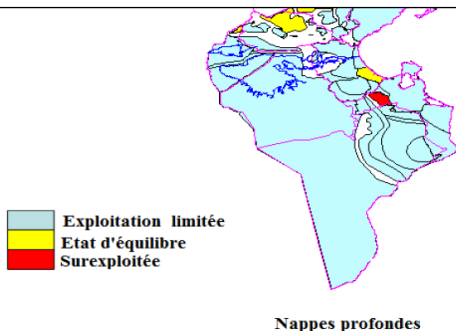 Exploitation limitée
Etat d'équilibre
Surexploitée
Nappes profondes